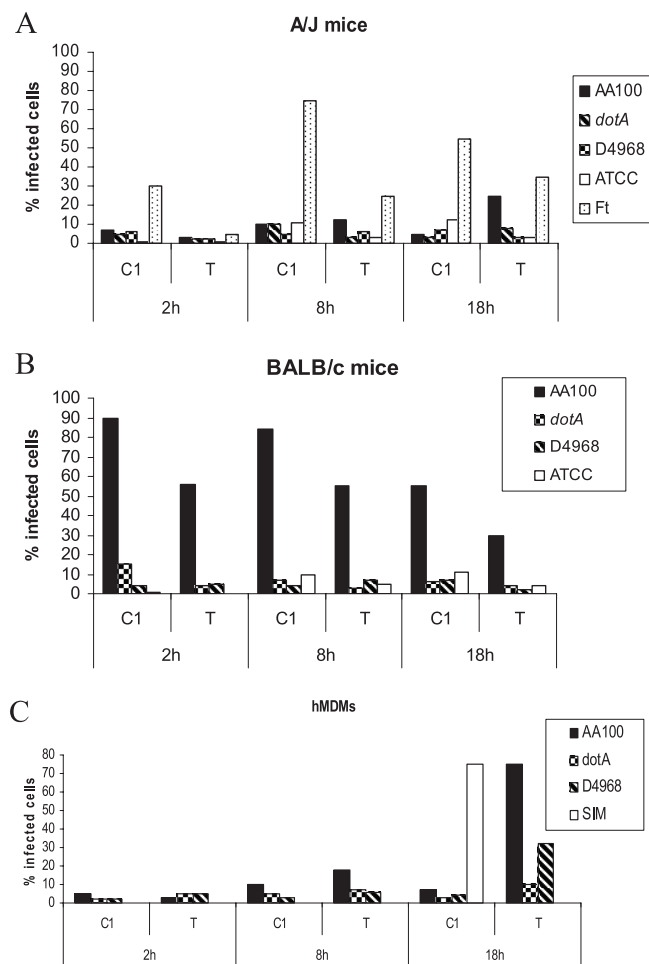 A
A/J mice
100
90
80
70
60
50
40
30
20
10
0
% infected cells
C1 T C1 T C1 T
2h 8h 18h
AA100
dotA
D4968
ATCC
Ft
B
BALB/c mice
100
90
80
70
60
50
40
30
20
10
0
% infected cells
C1 T C1 T C1 T
2h 8h 18h
AA100
dotA
D4968
ATCC
C
hMDMs
80
70
60
50
40
30
20
10
0
% infected cells
C1 T C1 T C1 T
2h 8h 18h
AA100
dotA
D4968
SIM